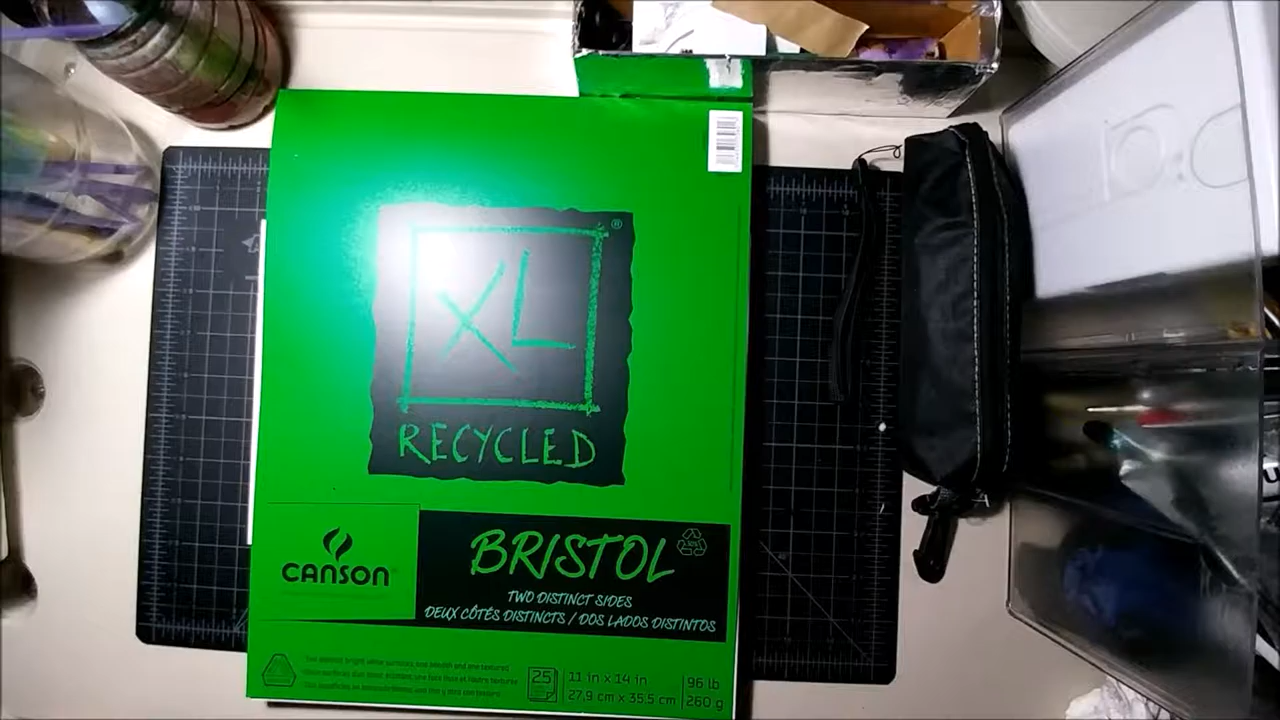 XL
®
RECYCLED
CANSON®
BRISTOL
TWO DISTINCT SIDES
DEUX CÔTÉS DISTINCTS / DOS LADOS DISTINTOS
25
11 in x 14 in
27.9 cm x 35.5 cm
96 lb
260 g